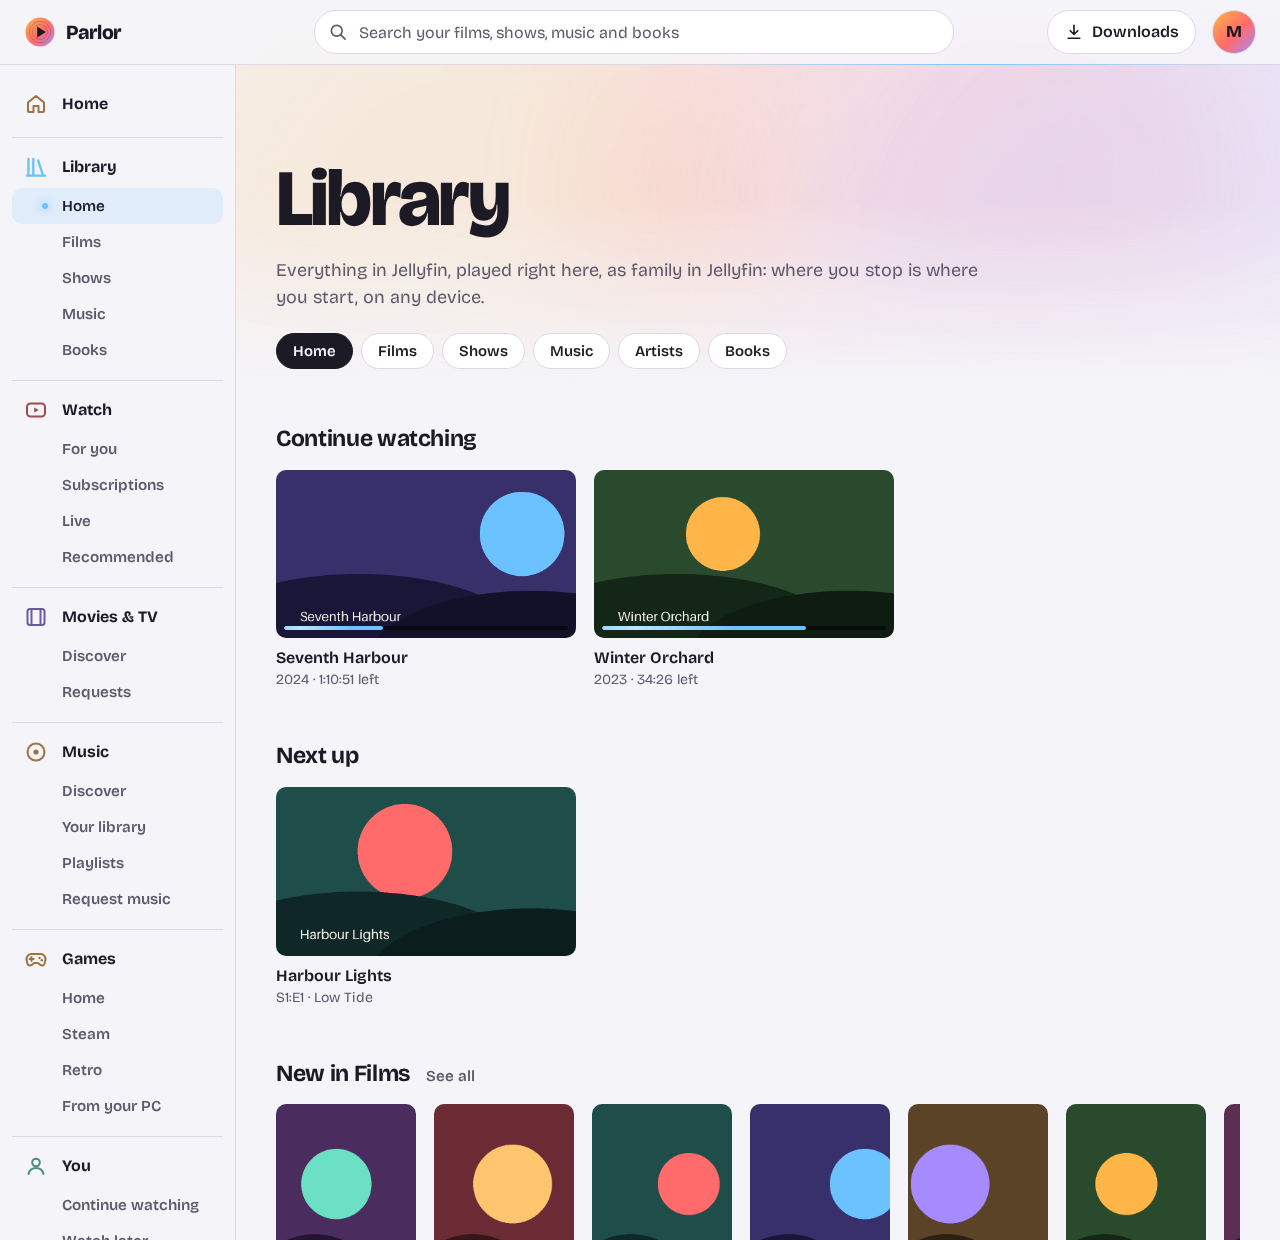 Parlor
Search your films, shows, music and books
Downloads
M
Home
Library
Home
Films
Shows
Music
Books
Watch
For you
Subscriptions
Live
Recommended
Movies & TV
Discover
Requests
Music
Discover
Your library
Playlists
Request music
Games
Home
Steam
Retro
From your PC
You
Continue watching
Watch later
Library
Everything in Jellyfin, played right here, as family in Jellyfin: where you stop is where
you start, on any device.
Home
Films
Shows
Music
Artists
Books
Continue watching
Seventh Harbour
Winter Orchard
Seventh Harbour
2024 · 1:10:51 left
Winter Orchard
2023 · 34:26 left
Next up
Harbour Lights
Harbour Lights
S1:E1 · Low Tide
New in Films
See all